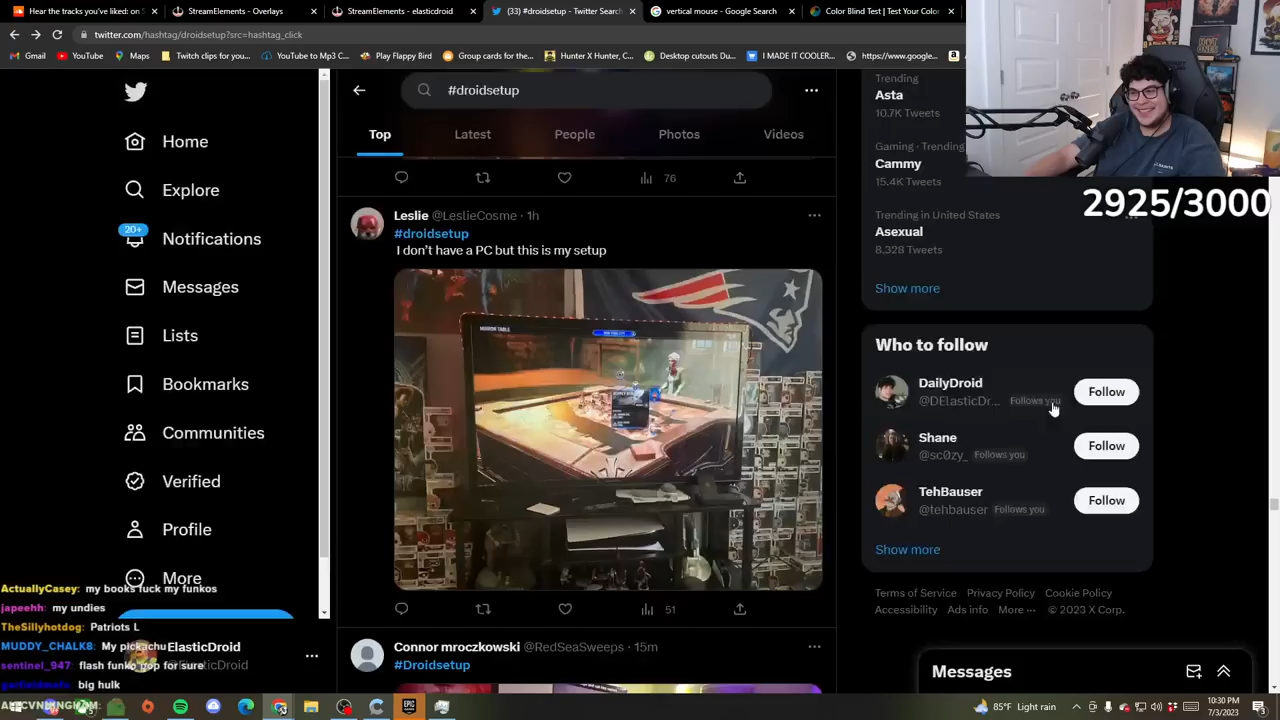 Hear the tracks you've liked: on S
StreamElements - Overlays
StreamElements - elasticdroid
(33) #droidsetup - Twitter Search
vertical mouse - Google Search
Color Blind Test | Test Your Color
twitter.com/hashtag/droidsetup?src=hashtag_click
Gmail
YouTube
Maps
Twitch clips for you...
YouTube to Mp3 C...
Play Flappy Bird
Group cards for the...
Hunter X Hunter, C...
Desktop cutouts Du...
I MADE IT COOLER...
https://www.google...
2925/3000
Home
Explore
20+
Notifications
Messages
Lists
Bookmarks
Communities
Verified
Profile
More
ElasticDroid
@ElasticDroid
#droidsetup
Top
Latest
People
Photos
Videos
76
Leslie @LeslieCosme · 1h
#droidsetup
I don't have a PC but this is my setup
MIRROR TABLE
51
Connor mroczkowski @RedSeaSweeps · 15m
#Droidsetup
Trending
Asta
10.7K Tweets
Gaming · Trending
Cammy
15.4K Tweets
Trending in United States
Asexual
8,328 Tweets
Show more
Who to follow
DailyDroid
@DElasticDr... Follows you
Follow
Shane
@sc0zy_ Follows you
Follow
TehBauser
@tehbauser Follows you
Follow
Show more
Terms of Service Privacy Policy Cookie Policy
Accessibility Ads info More ··· © 2023 X Corp.
Messages
ActuallyCasey: my books fuck my funkos
japeehh: my undies
TheSillyhotdog: Patriots L
MUDDY_CHALK8: My pickachu
sentinel_947: flash funko pop for sure
big hulk
85°F Light rain
10:30 PM
7/3/2023